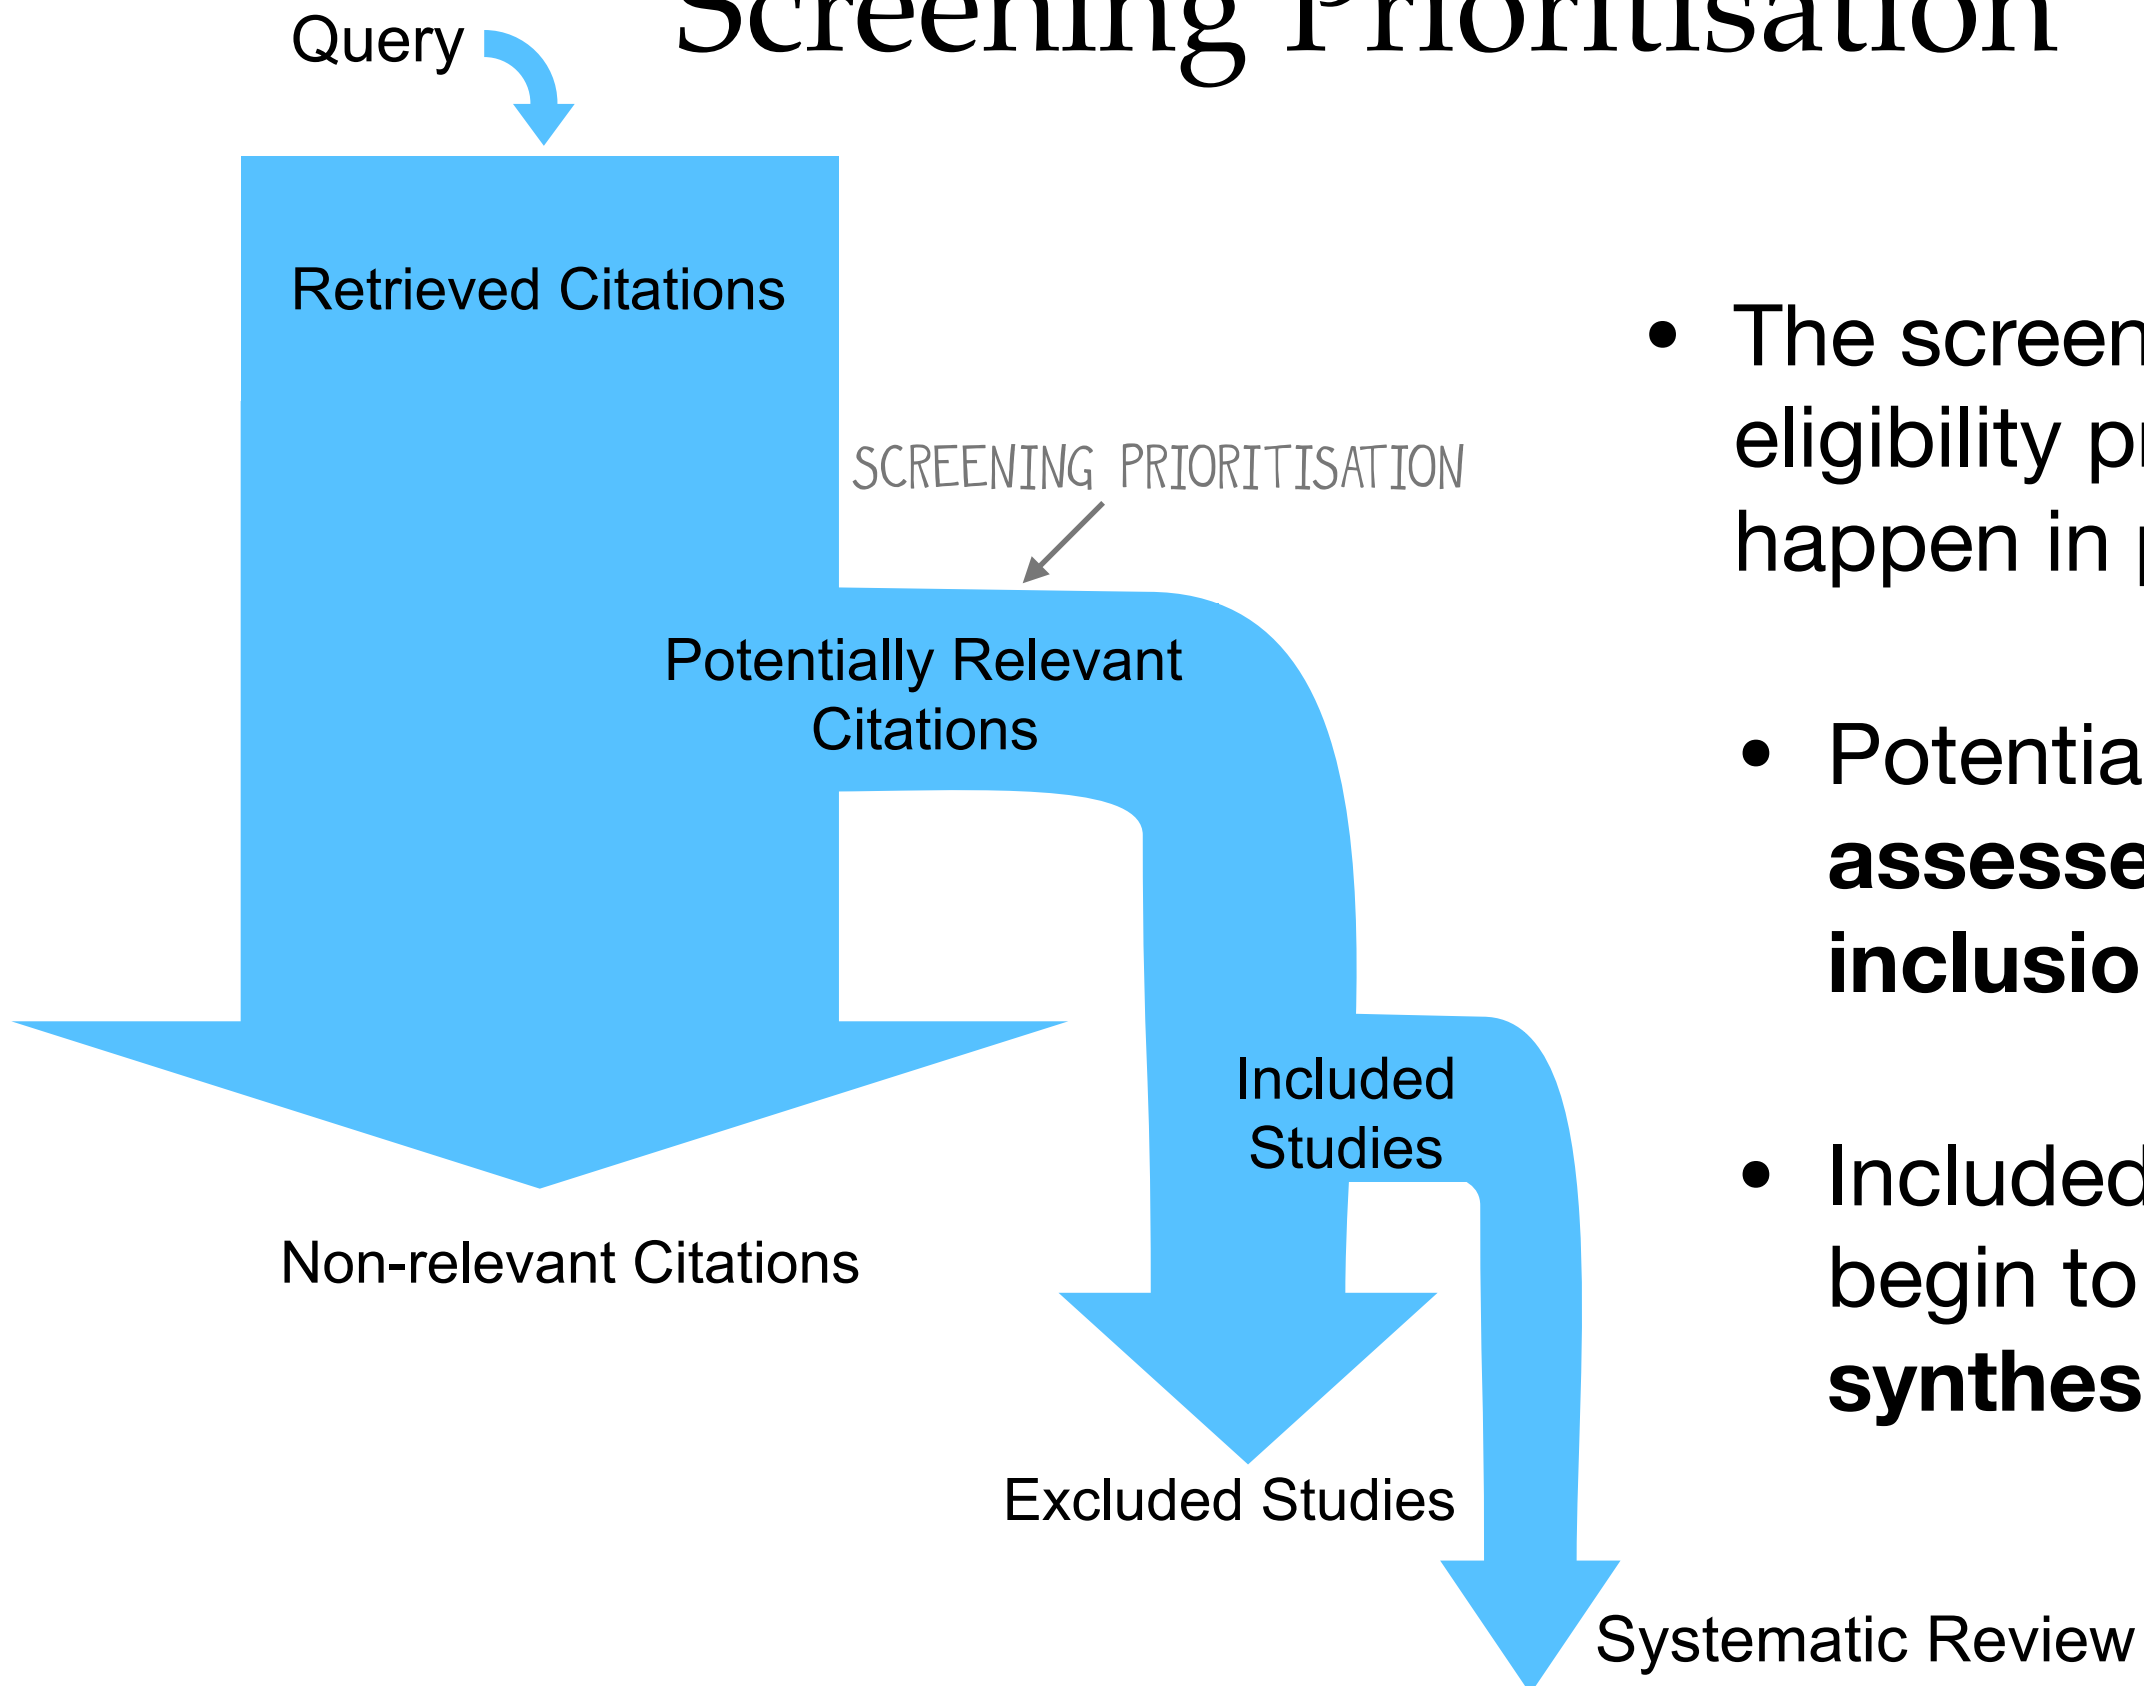 Screening Prioritisation
Query
Retrieved Citations
SCREENING PRIORITISATION
Potentially Relevant
Citations
Included
Studies
Non-relevant Citations
Excluded Studies
Systematic Review
• The screen
eligibility p
happen in p
• Potentia
assesse
inclusio
• Included
begin to
synthes